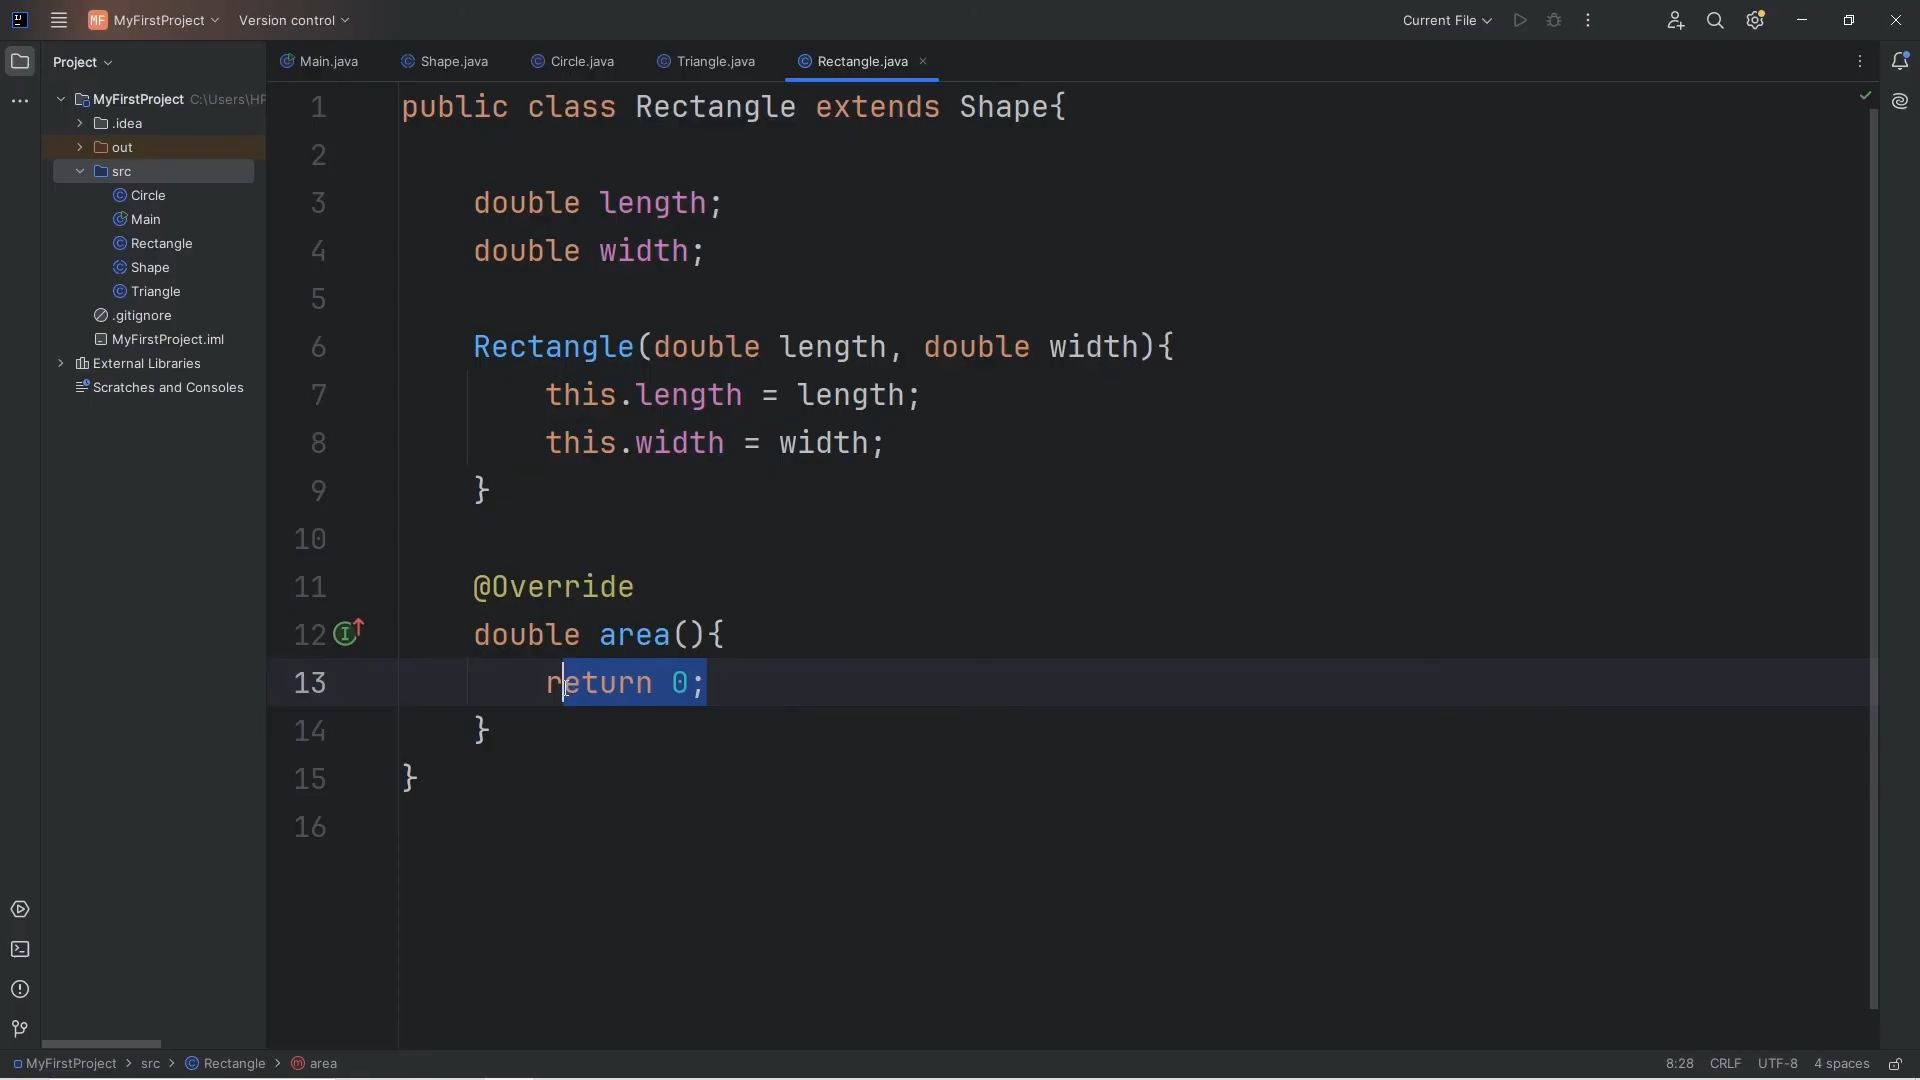 MF MyFirstProject Version control Current File
Project
Main.java Shape.java Circle.java Triangle.java Rectangle.java
MyFirstProject C:\Users\HP
.idea
out
src
Circle
Main
Rectangle
Shape
Triangle
.gitignore
MyFirstProject.iml
External Libraries
Scratches and Consoles
1 public class Rectangle extends Shape{
2
3 double length;
4 double width;
5
6 Rectangle(double length, double width){
7 this.length = length;
8 this.width = width;
9 }
10
11 @Override
12 double area(){
13 return 0;
14 }
15 }
16
MyFirstProject > src > Rectangle > area 8:28 CRLF UTF-8 4 spaces